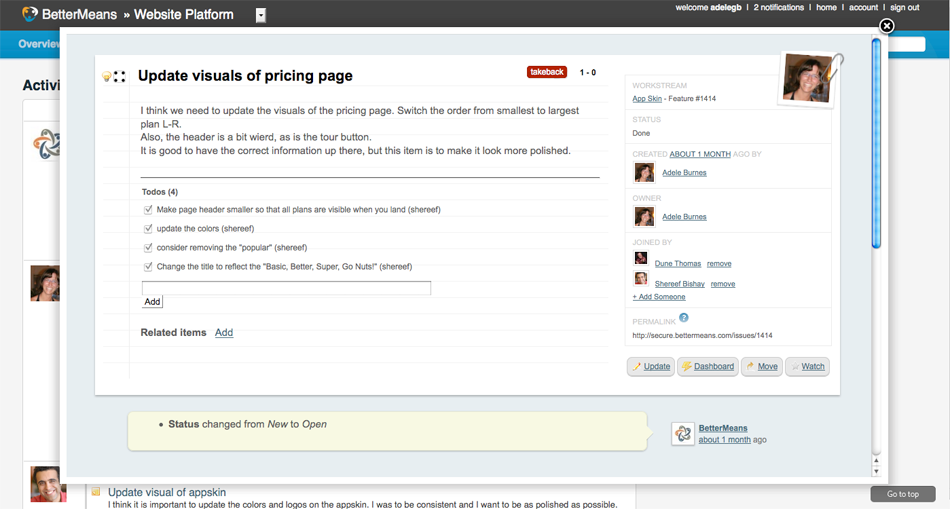 BetterMeans » Website Platform
welcome adelegb | 2 notifications | home | account | sign out
Overview
Activi
Update visuals of pricing page
takeback
1 - 0
I think we need to update the visuals of the pricing page. Switch the order from smallest to largest
plan L-R.
Also, the header is a bit wierd, as is the tour button.
It is good to have the correct information up there, but this item is to make it look more polished.
Todos (4)
Make page header smaller so that all plans are visible when you land (shereef)
update the colors (shereef)
consider removing the "popular" (shereef)
Change the title to reflect the "Basic, Better, Super, Go Nuts!" (shereef)
Add
Related items Add
WORKSTREAM
App Skin - Feature #1414
STATUS
Done
CREATED ABOUT 1 MONTH AGO BY
Adele Burnes
OWNER
Adele Burnes
JOINED BY
Dune Thomas remove
Shereef Bishay remove
+ Add Someone
PERMALINK ?
http://secure.bettermeans.com/issues/1414
Update
Dashboard
Move
Watch
• Status changed from New to Open
BetterMeans
about 1 month ago
Update visual of appskin
I think it is important to update the colors and logos on the appskin. I was to be consistent and I want to be as polished as possible.
Go to top